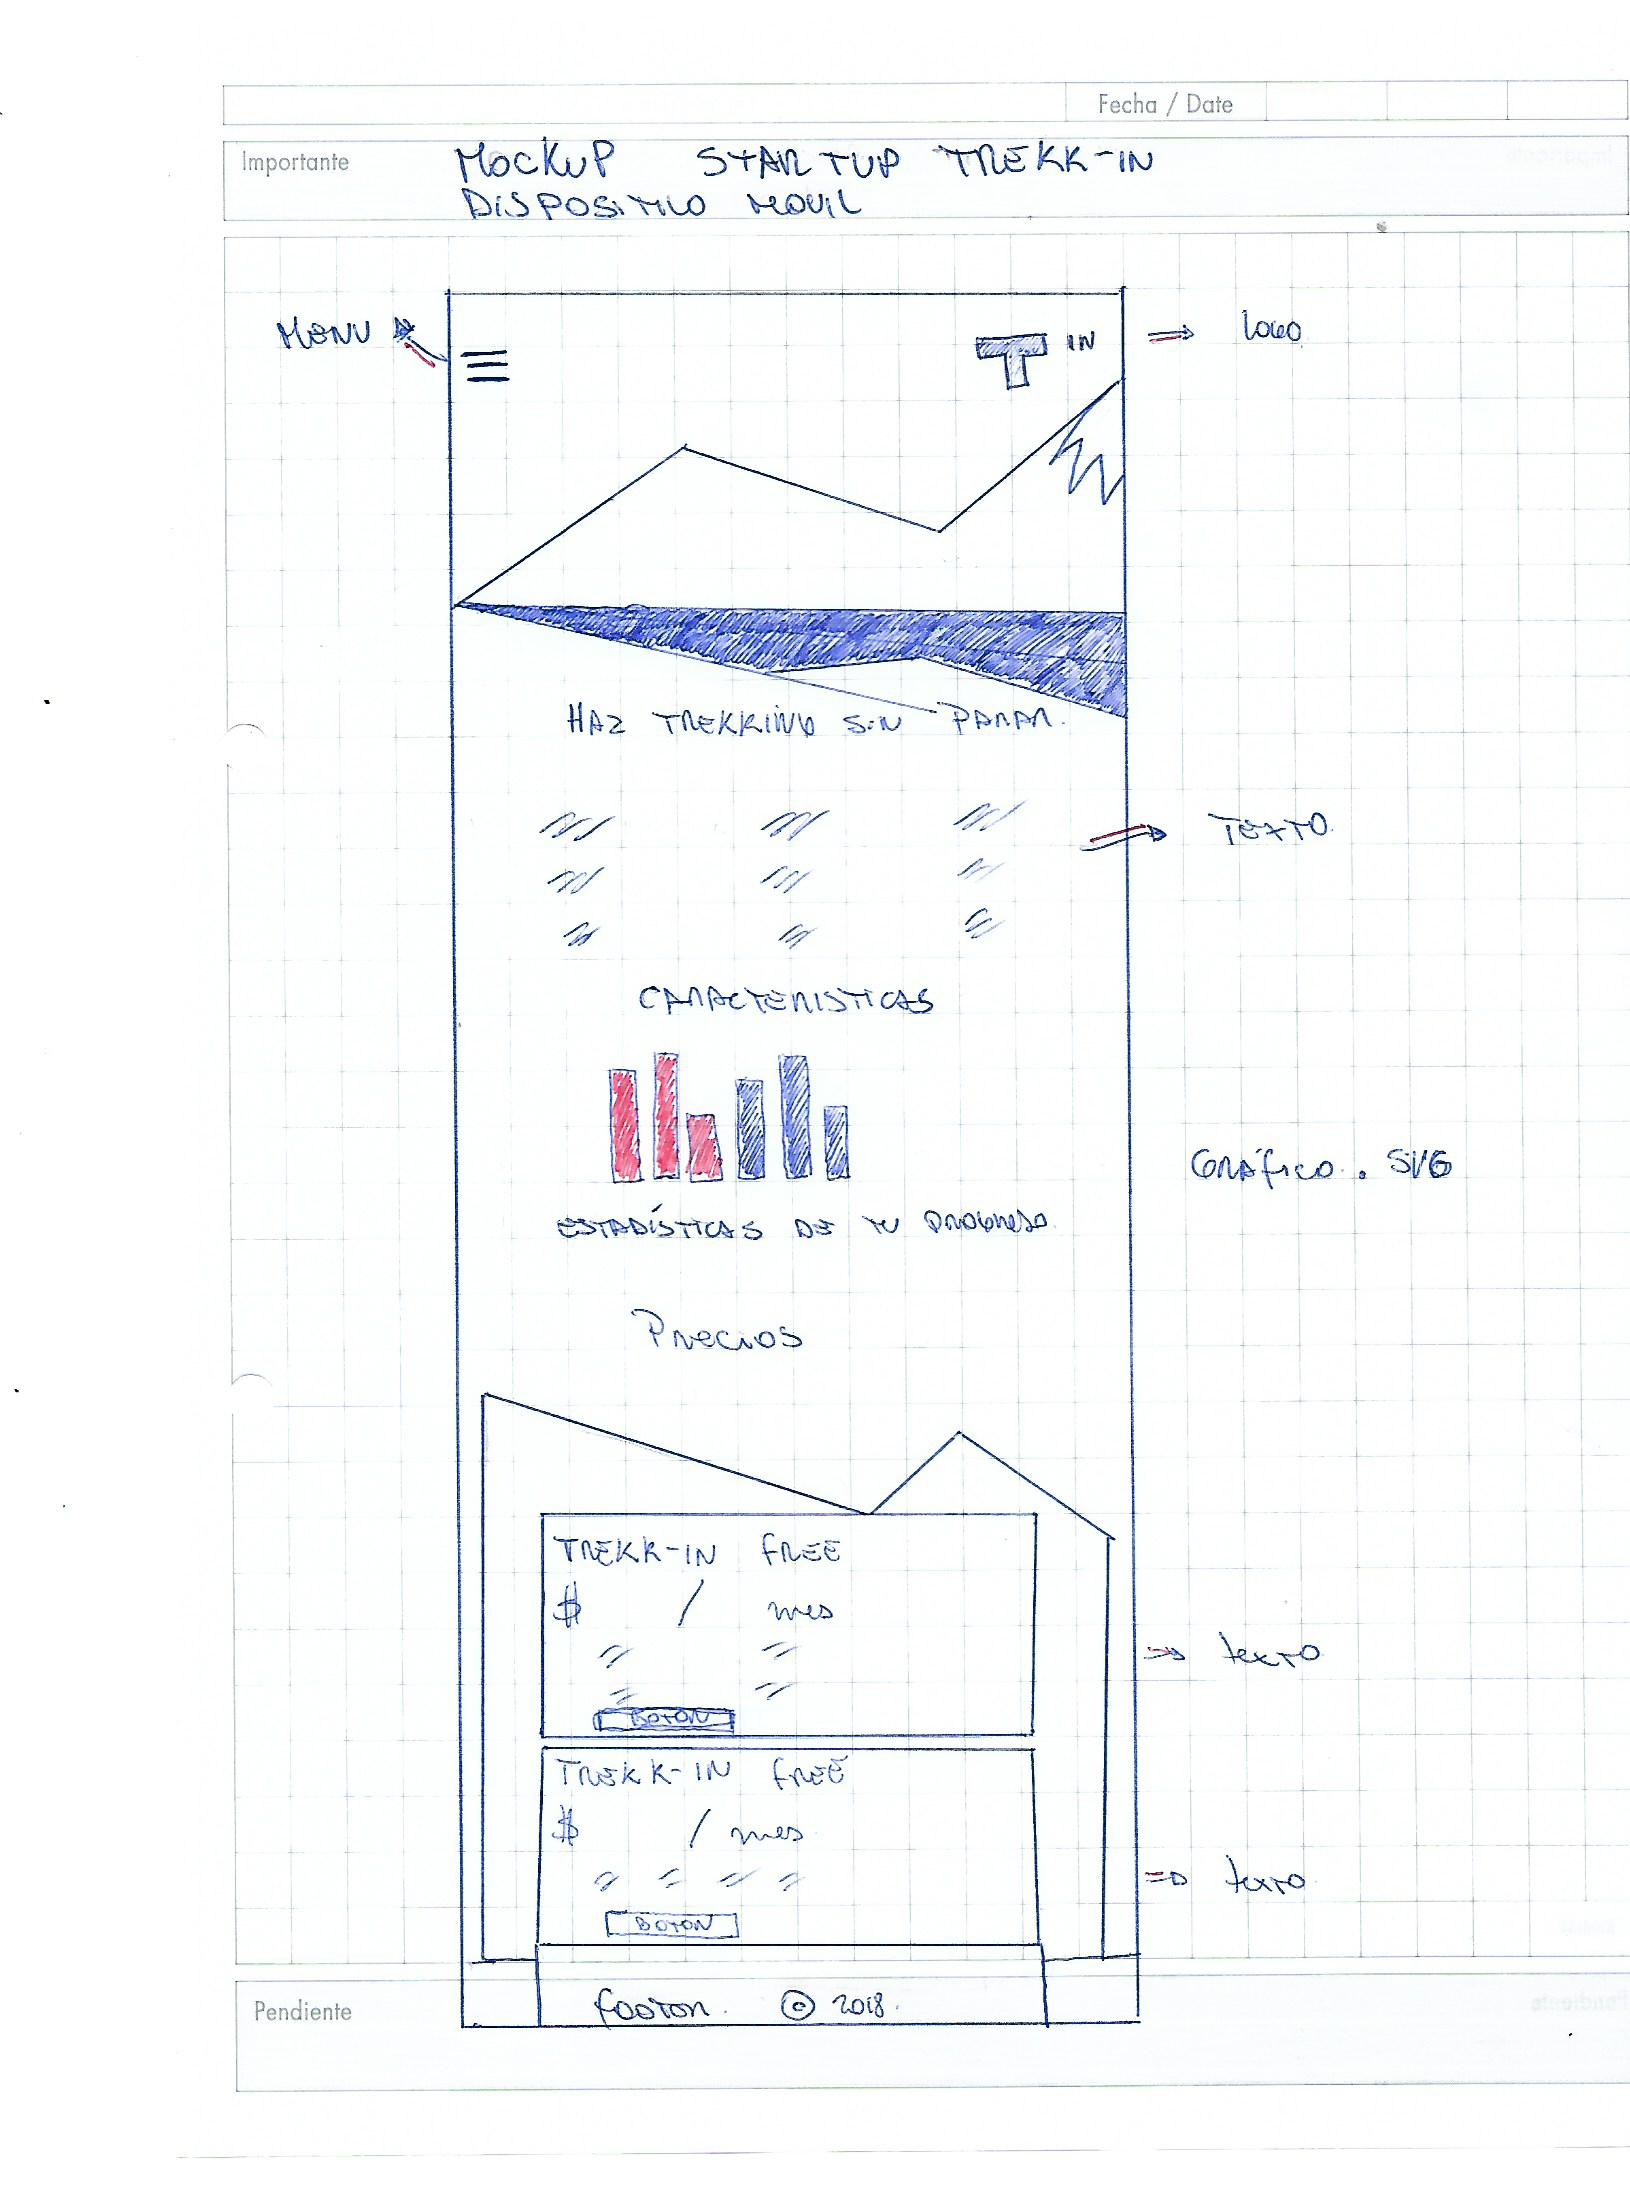 Fecha / Date
Importante
MOCKUP STARTUP TREKK-IN
DISPOSITIVO MOVIL
MENU
T IN
LOGO
HAZ TREKKING SIN PARAR.
TEXTO
CARACTERISTICAS
GRÁFICO. SVG
ESTADÍSTICAS DE TU PROGRESO
Precios
TREKK-IN FREE
$ / mes
texto
BOTON
TREKK-IN FREE
$ / mes
texto
BOTON
Pendiente
footer. © 2018.